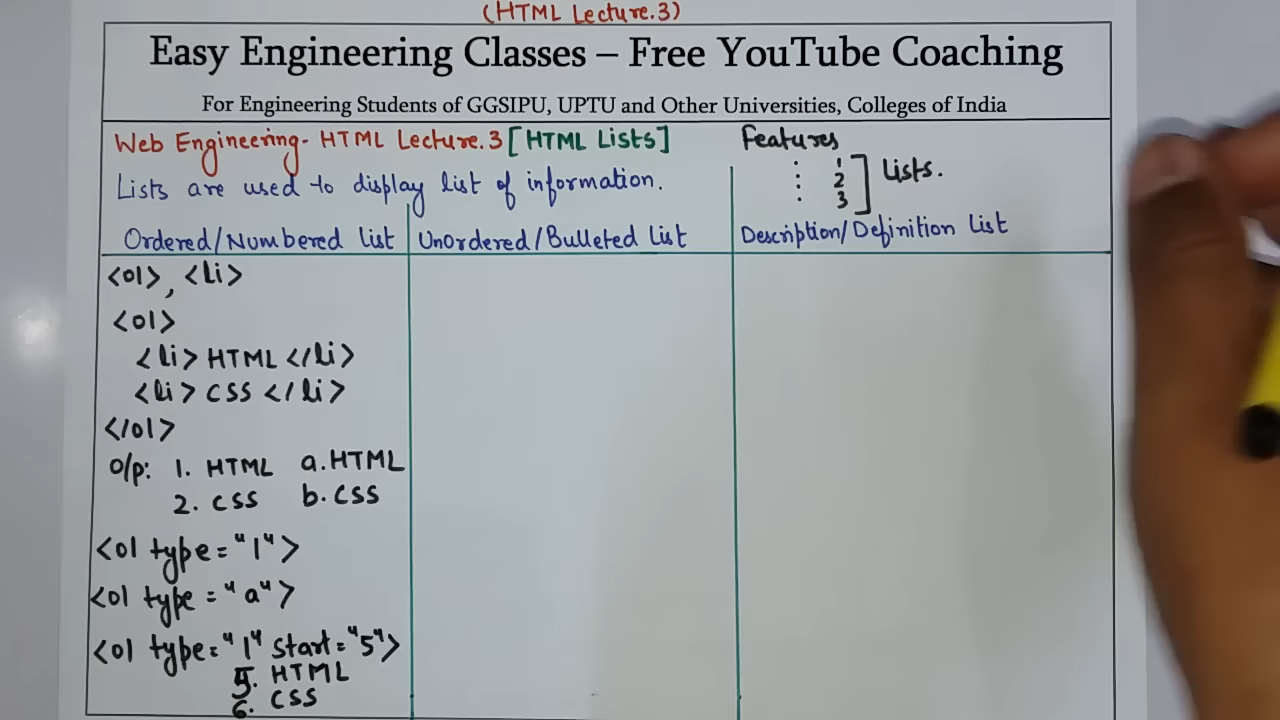 (HTML Lecture.3)
Easy Engineering Classes – Free YouTube Coaching
For Engineering Students of GGSIPU, UPTU and Other Universities, Colleges of India
Web Engineering- HTML Lecture.3 [HTML Lists]
Lists are used to display list of information.
Features
1
2
3
Lists.
Ordered/Numbered list
Unordered/Bulleted List
Description/Definition List
<ol>, <li>
<ol>
<li> HTML </li>
<li> CSS </li>
</ol>
o/p: 1. HTML a. HTML
2. CSS b. CSS
<ol type="1">
<ol type="a">
<ol type="1" start="5">
5. HTML
6. CSS